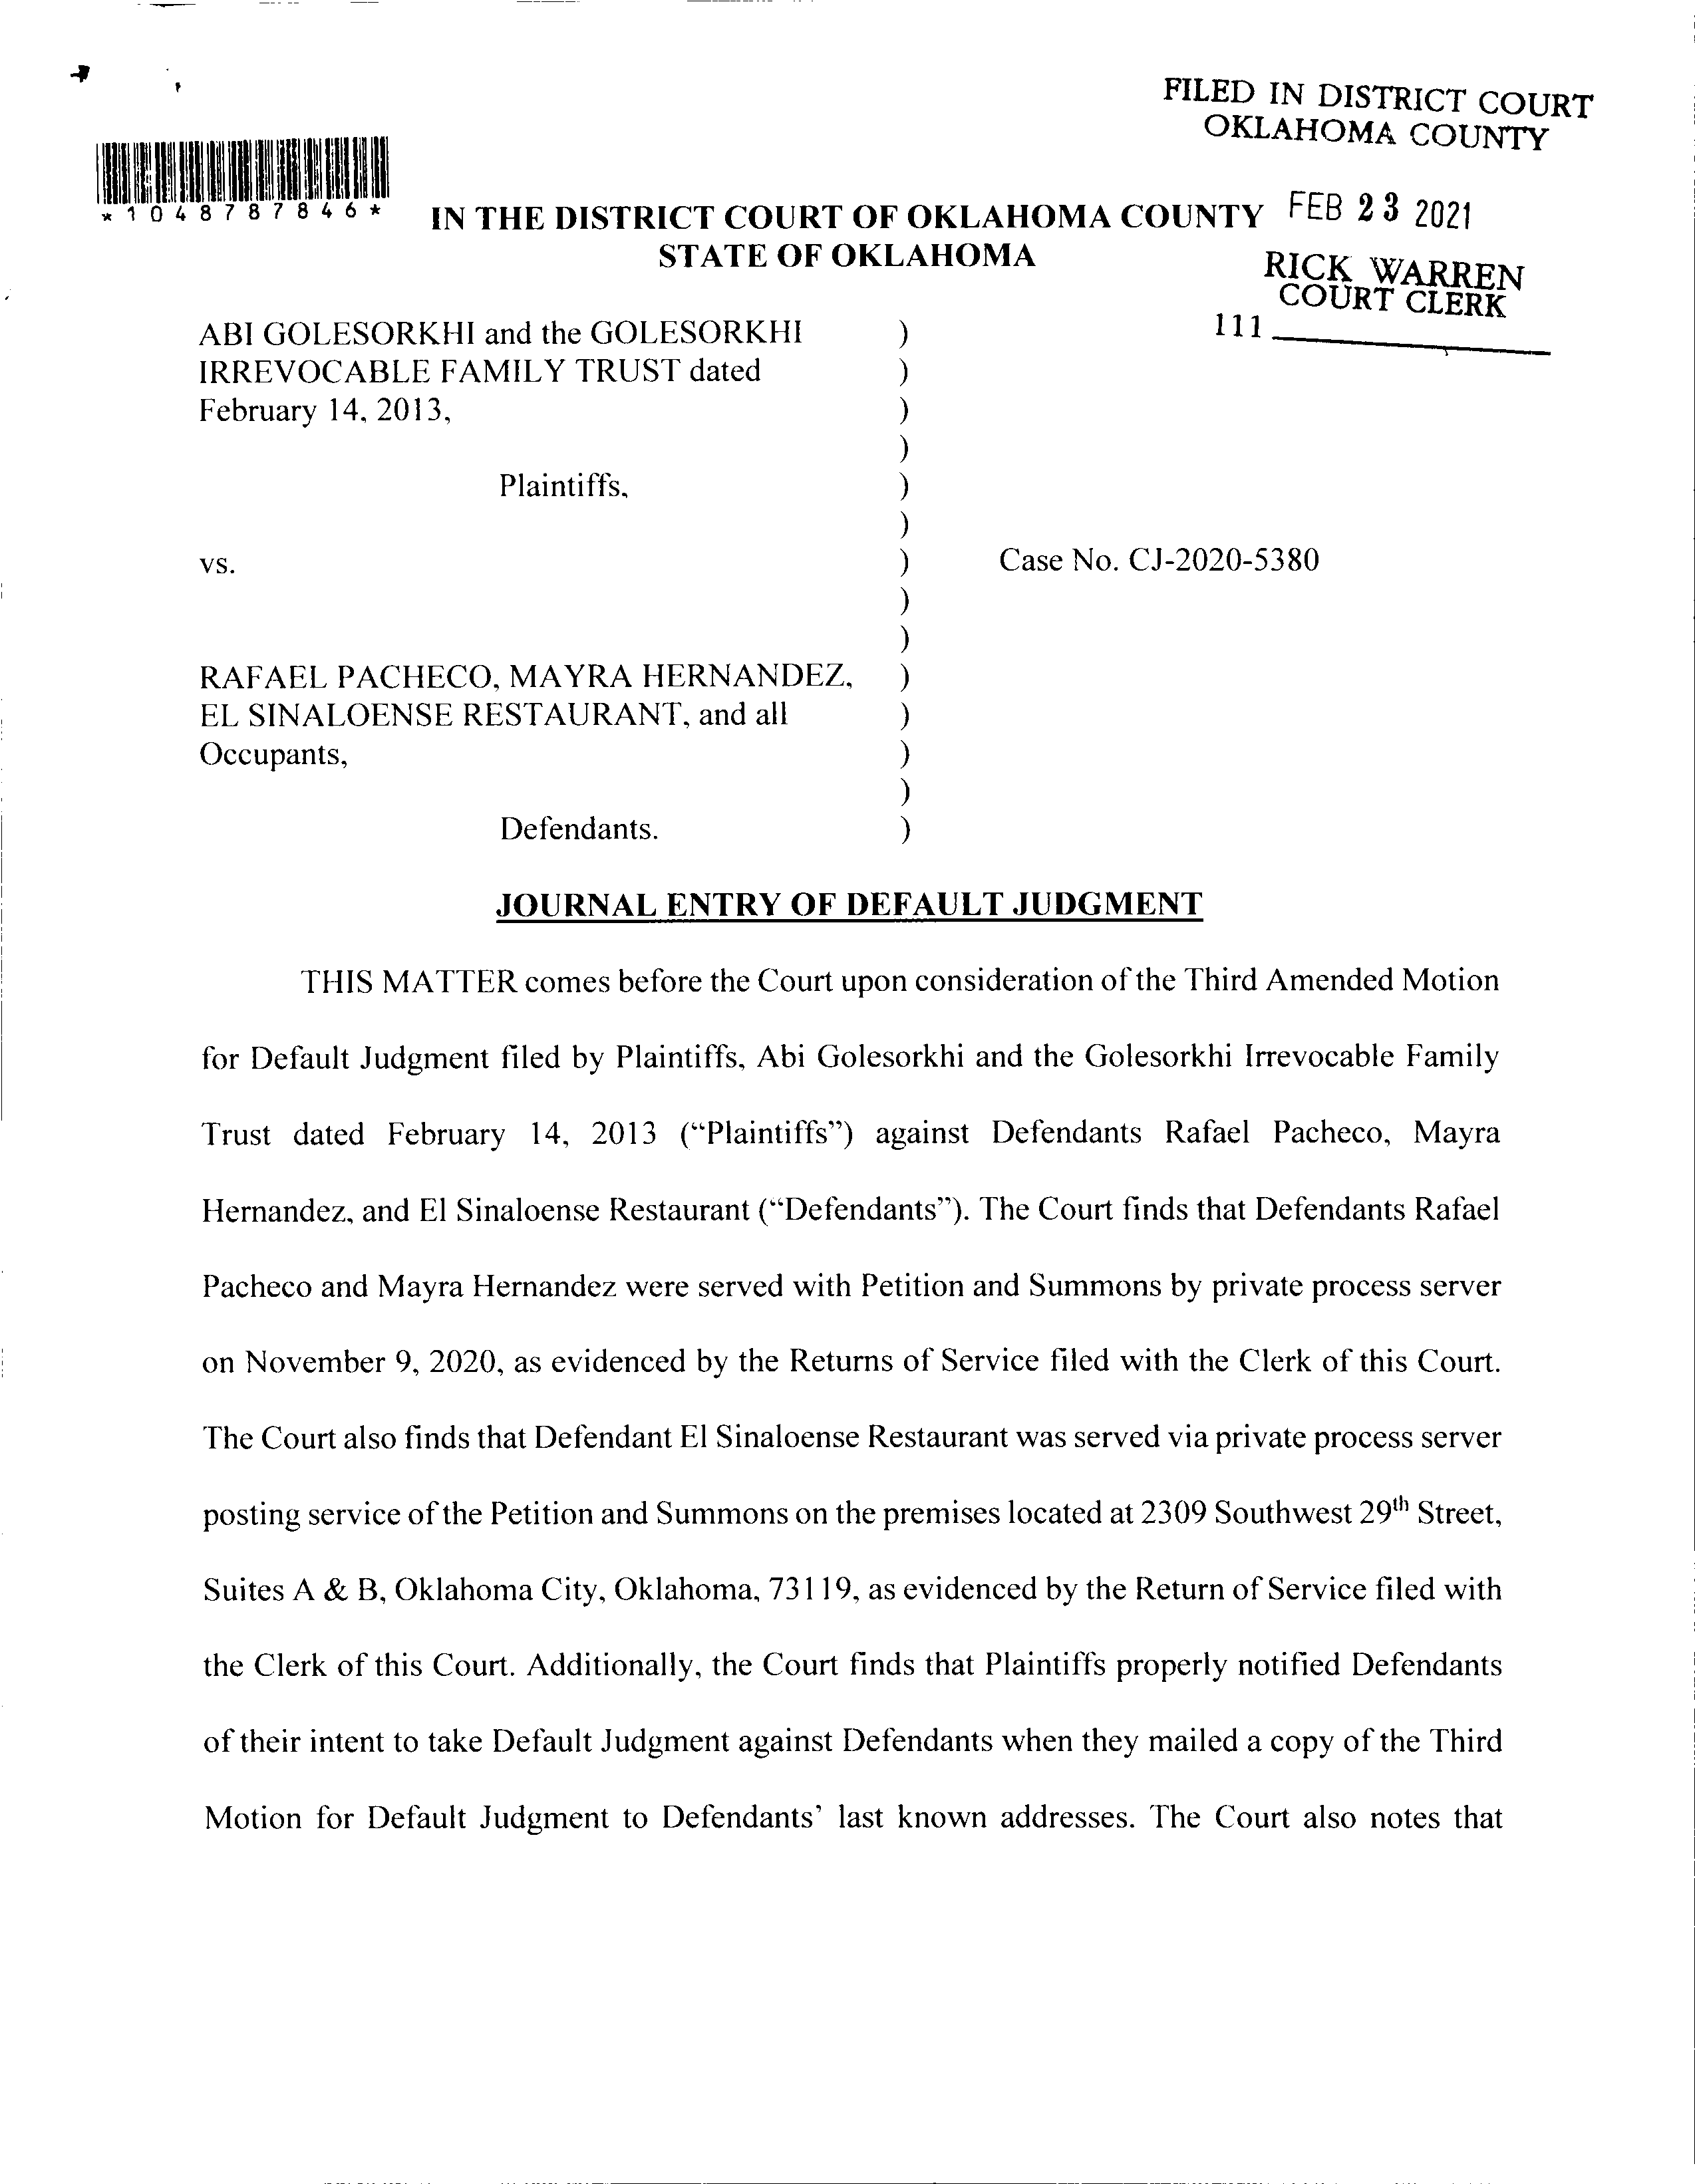 FILED IN DISTRICT COURT
OKLAHOMA COUNTY
*1048787846*
IN THE DISTRICT COURT OF OKLAHOMA COUNTY
FEB 23 2021
STATE OF OKLAHOMA
RICK WARREN
COURT CLERK
111
ABI GOLESORKHI and the GOLESORKHI )
IRREVOCABLE FAMILY TRUST dated )
February 14, 2013, )
)
Plaintiffs, )
)
vs. ) Case No. CJ-2020-5380
)
)
RAFAEL PACHECO, MAYRA HERNANDEZ, )
EL SINALOENSE RESTAURANT, and all )
Occupants, )
)
Defendants. )
JOURNAL ENTRY OF DEFAULT JUDGMENT
THIS MATTER comes before the Court upon consideration of the Third Amended Motion
for Default Judgment filed by Plaintiffs, Abi Golesorkhi and the Golesorkhi Irrevocable Family
Trust dated February 14, 2013 (“Plaintiffs”) against Defendants Rafael Pacheco, Mayra
Hernandez, and El Sinaloense Restaurant (“Defendants”). The Court finds that Defendants Rafael
Pacheco and Mayra Hernandez were served with Petition and Summons by private process server
on November 9, 2020, as evidenced by the Returns of Service filed with the Clerk of this Court.
The Court also finds that Defendant El Sinaloense Restaurant was served via private process server
posting service of the Petition and Summons on the premises located at 2309 Southwest 29th Street,
Suites A & B, Oklahoma City, Oklahoma, 73119, as evidenced by the Return of Service filed with
the Clerk of this Court. Additionally, the Court finds that Plaintiffs properly notified Defendants
of their intent to take Default Judgment against Defendants when they mailed a copy of the Third
Motion for Default Judgment to Defendants’ last known addresses. The Court also notes that